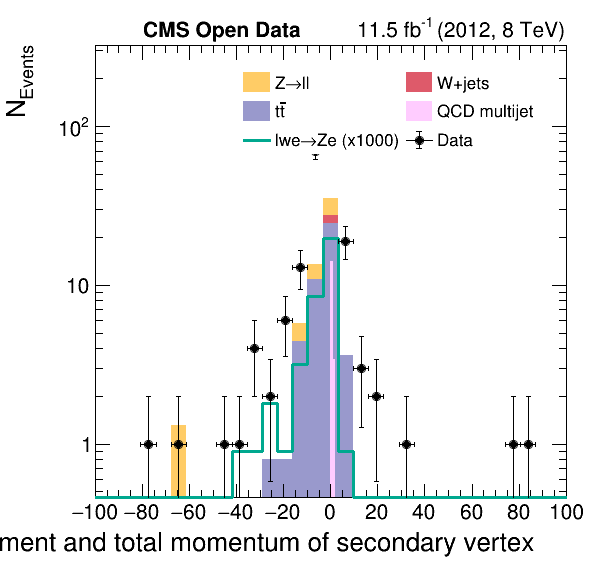 CMS Open Data 11.5 fb⁻¹ (2012, 8 TeV)
N_Events
Z→ll W+jets
tt̄ QCD multijet
lwe→Ze (x1000) Data
10²
10
1
−100 −80 −60 −40 −20 0 20 40 60 80 100
ment and total momentum of secondary vertex